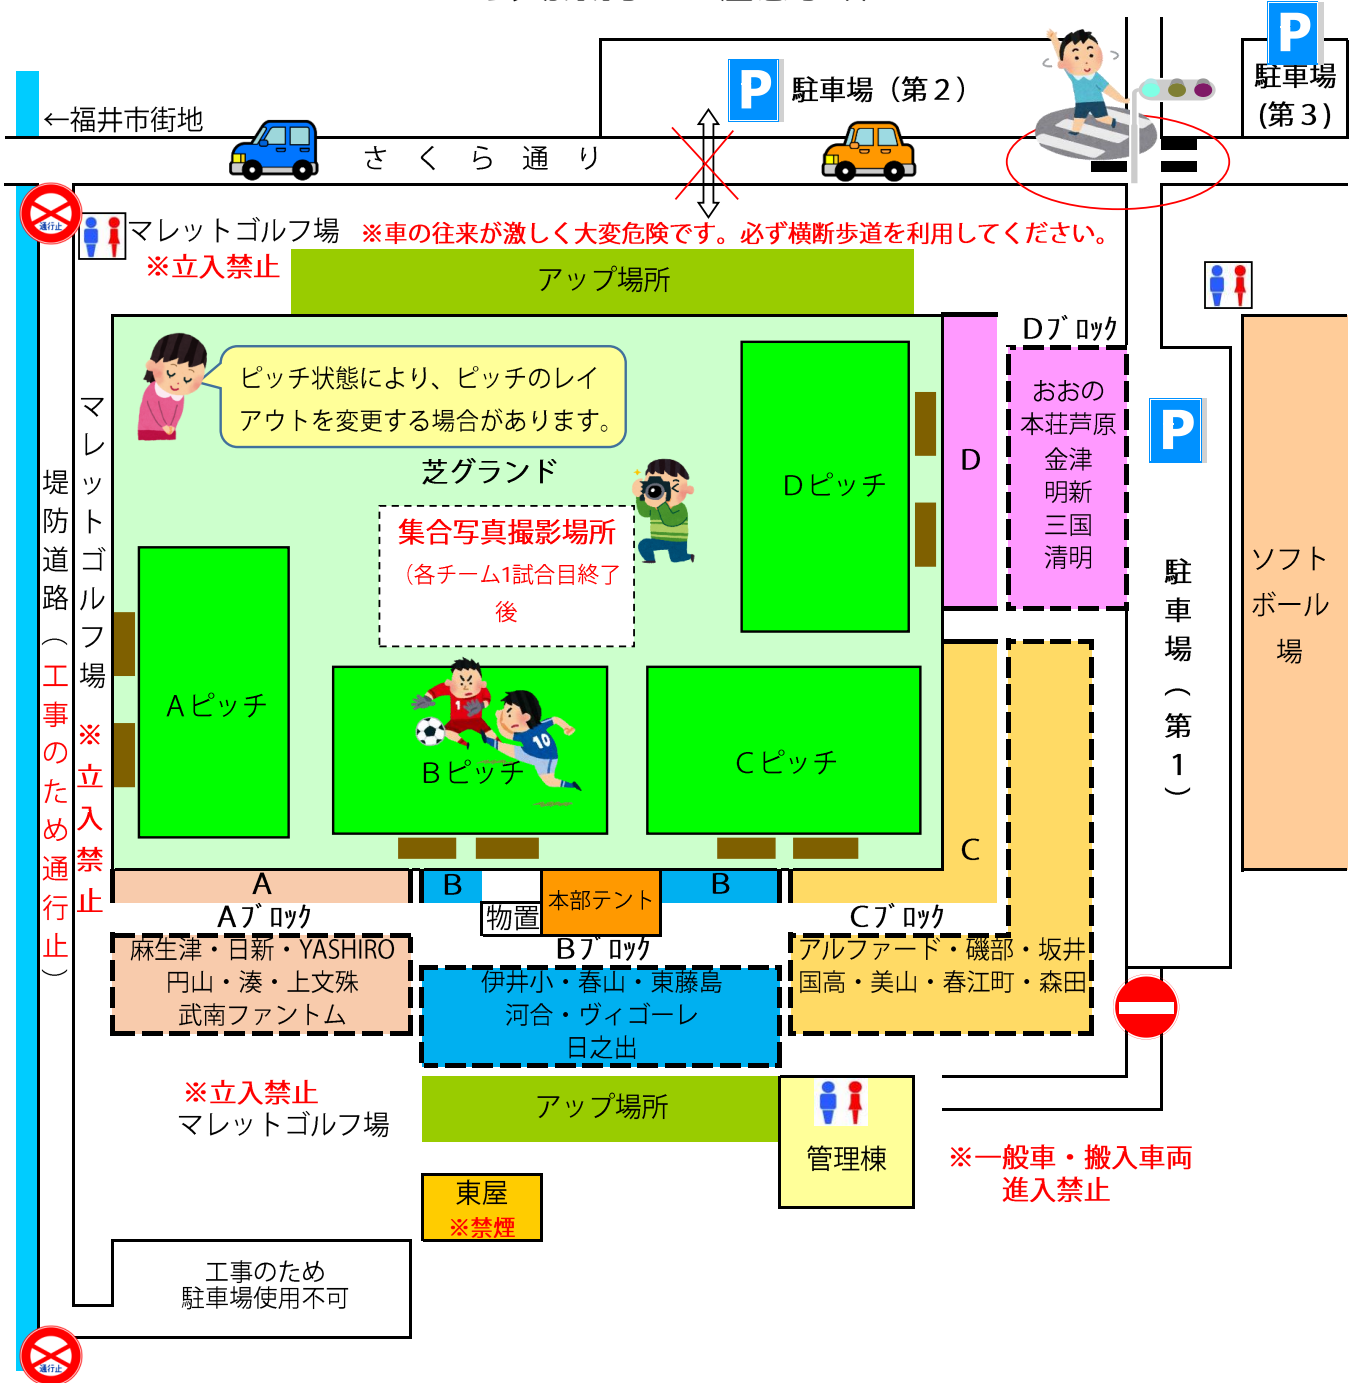 P
駐車場
(第３)
P
駐車場（第２）
←福井市街地
さくら通り
通行止
マレットゴルフ場
※立入禁止
※車の往来が激しく大変危険です。必ず横断歩道を利用してください。
アップ場所
ピッチ状態により、ピッチのレイ
アウトを変更する場合があります。
芝グランド
集合写真撮影場所
（各チーム1試合目終了
後
Dピッチ
D
Dブロック
おおの
本荘芦原
金津
明新
三国
清明
P
駐車場（第１）
ソフト
ボール
場
マレットゴルフ場 ※立入禁止
堤防道路（工事のため通行止）
Aピッチ
1
10
Bピッチ
Cピッチ
C
A
B
物置
本部テント
B
Aブロック
麻生津・日新・YASHIRO
円山・湊・上文殊
武南ファントム
Bブロック
伊井小・春山・東藤島
河合・ヴィゴーレ
日之出
Cブロック
アルファード・磯部・坂井
国高・美山・春江町・森田
※立入禁止
マレットゴルフ場
アップ場所
管理棟
※一般車・搬入車両
進入禁止
東屋
※禁煙
工事のため
駐車場使用不可
通行止